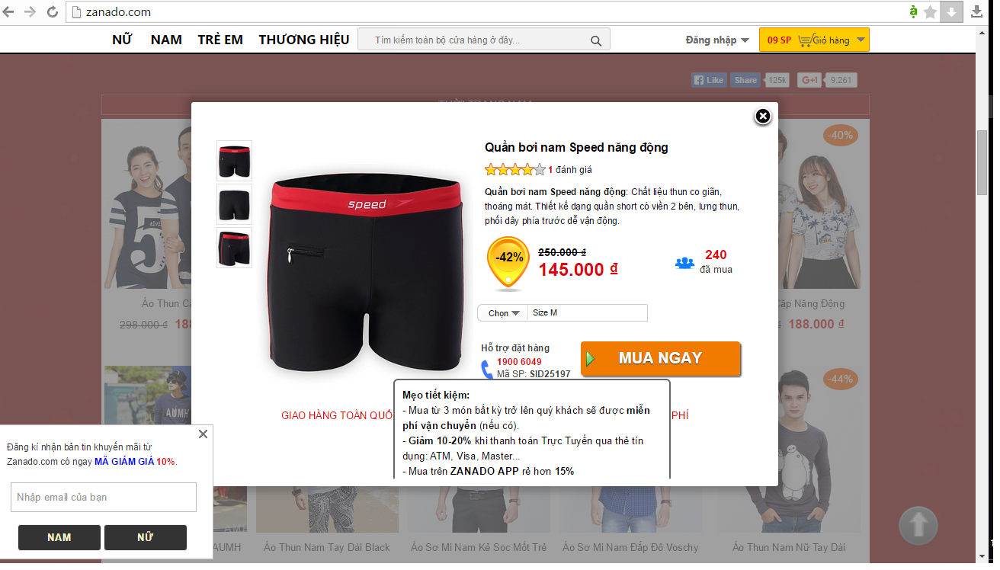 zanado.com
NỮ NAM TRẺ EM THƯƠNG HIỆU
Tìm kiếm toàn bộ cửa hàng ở đây...
Đăng nhập
09 SP Giỏ hàng
Like Share 125k G+1 9.261
THỜI TRANG NAM
-40%
Quần bơi nam Speed năng động
1 đánh giá
Quần bơi nam Speed năng động: Chất liệu thun co giãn,
thoáng mát. Thiết kế dạng quần short có viền 2 bên, lưng thun,
phối dây phía trước dễ vận động.
speed
-42%
250.000 ₫
145.000 ₫
240
đã mua
Chọn Size M
Hỗ trợ đặt hàng
1900 6049
Mã SP: SID25197
MUA NGAY
GIAO HÀNG TOÀN QUỐ
PHÍ
Mẹo tiết kiệm:
- Mua từ 3 món bất kỳ trở lên quý khách sẽ được miễn
phí vận chuyển (nếu có).
- Giảm 10-20% khi thanh toán Trực Tuyến qua thẻ tín
dụng: ATM, Visa, Master...
- Mua trên ZANADO APP rẻ hơn 15%
5
Áo Thun Cặ
298.000 ₫ 188
Cặp Năng Động
₫ 188.000 ₫
AUMH
-44%
Đăng kí nhận bản tin khuyến mãi từ
Zanado.com có ngay MÃ GIẢM GIÁ 10%.
Nhập email của bạn
NAM NỮ
AUMH
Áo Thun Nam Tay Dài Black
Áo Sơ Mi Nam Kẻ Sọc Mốt Trẻ
Áo Sơ Mi Nam Đắp Đô Voschy
Áo Thun Nam Nữ Tay Dài